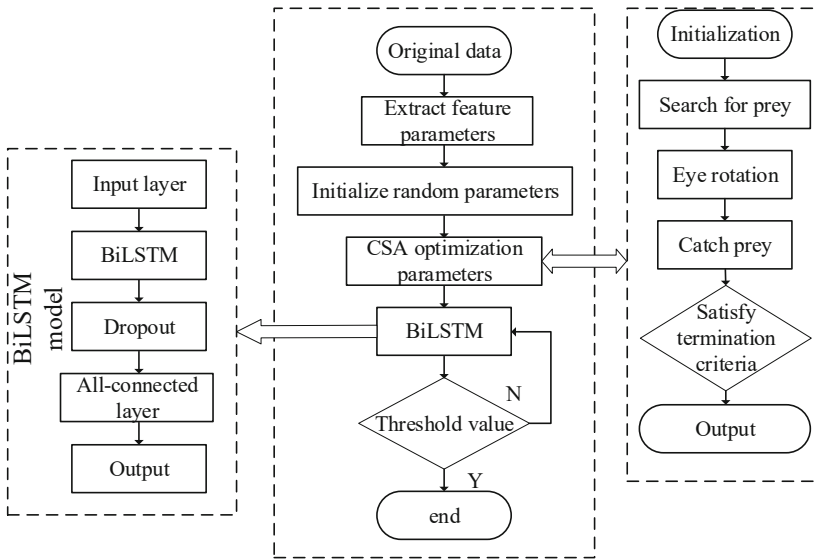 BiLSTM model
Input layer
BiLSTM
Dropout
All-connected
layer
Output
Original data
Extract feature
parameters
Initialize random parameters
CSA optimization
parameters
BiLSTM
N
Threshold value
Y
end
Initialization
Search for prey
Eye rotation
Catch prey
Satisfy
termination
criteria
Output